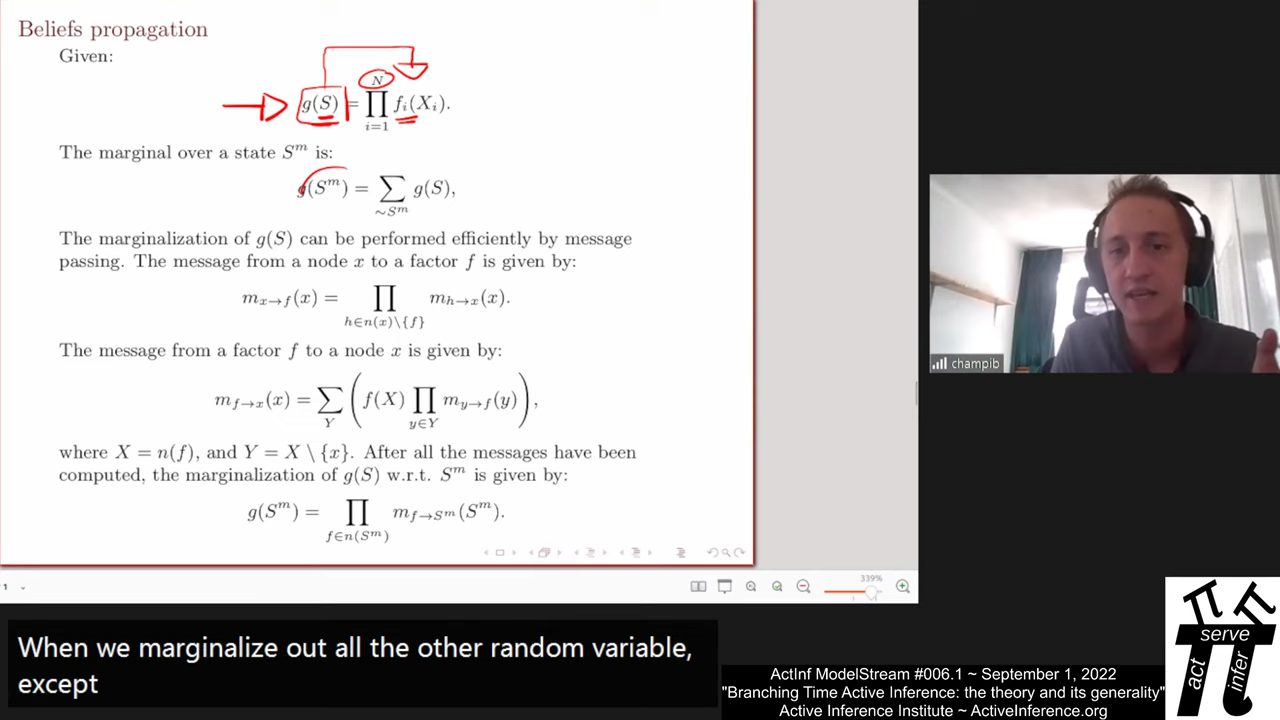 Beliefs propagation
Given:
g(S) = ∏_{i=1}^{N} f_i(X_i).
The marginal over a state S^m is:
g(S^m) = ∑_{∼S^m} g(S),
The marginalization of g(S) can be performed efficiently by message
passing. The message from a node x to a factor f is given by:
m_{x→f}(x) = ∏_{h∈n(x)\{f}} m_{h→x}(x).
The message from a factor f to a node x is given by:
m_{f→x}(x) = ∑_{Y} ( f(X) ∏_{y∈Y} m_{y→f}(y) ),
where X = n(f), and Y = X \ {x}. After all the messages have been
computed, the marginalization of g(S) w.r.t. S^m is given by:
g(S^m) = ∏_{f∈n(S^m)} m_{f→S^m}(S^m).
1
339%
champib
When we marginalize out all the other random variable,
except
ActInf ModelStream #006.1 ~ September 1, 2022
"Branching Time Active Inference: the theory and its generality"
Active Inference Institute ~ ActiveInference.org
π π
serve
act
infer